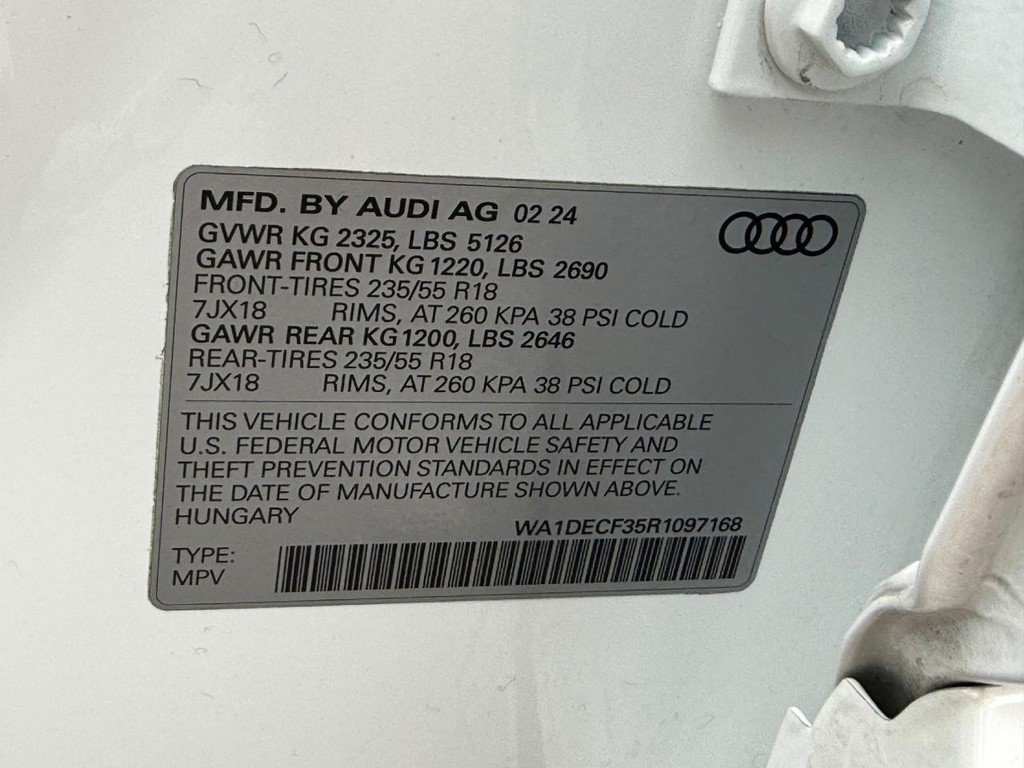 MFD. BY AUDI AG 02 24
GVWR KG 2325, LBS 5126
GAWR FRONT KG 1220, LBS 2690
FRONT-TIRES 235/55 R18
7JX18 RIMS, AT 260 KPA 38 PSI COLD
GAWR REAR KG 1200, LBS 2646
REAR-TIRES 235/55 R18
7JX18 RIMS, AT 260 KPA 38 PSI COLD
THIS VEHICLE CONFORMS TO ALL APPLICABLE
U.S. FEDERAL MOTOR VEHICLE SAFETY AND
THEFT PREVENTION STANDARDS IN EFFECT ON
THE DATE OF MANUFACTURE SHOWN ABOVE.
HUNGARY
WA1DECF35R1097168
TYPE:
MPV